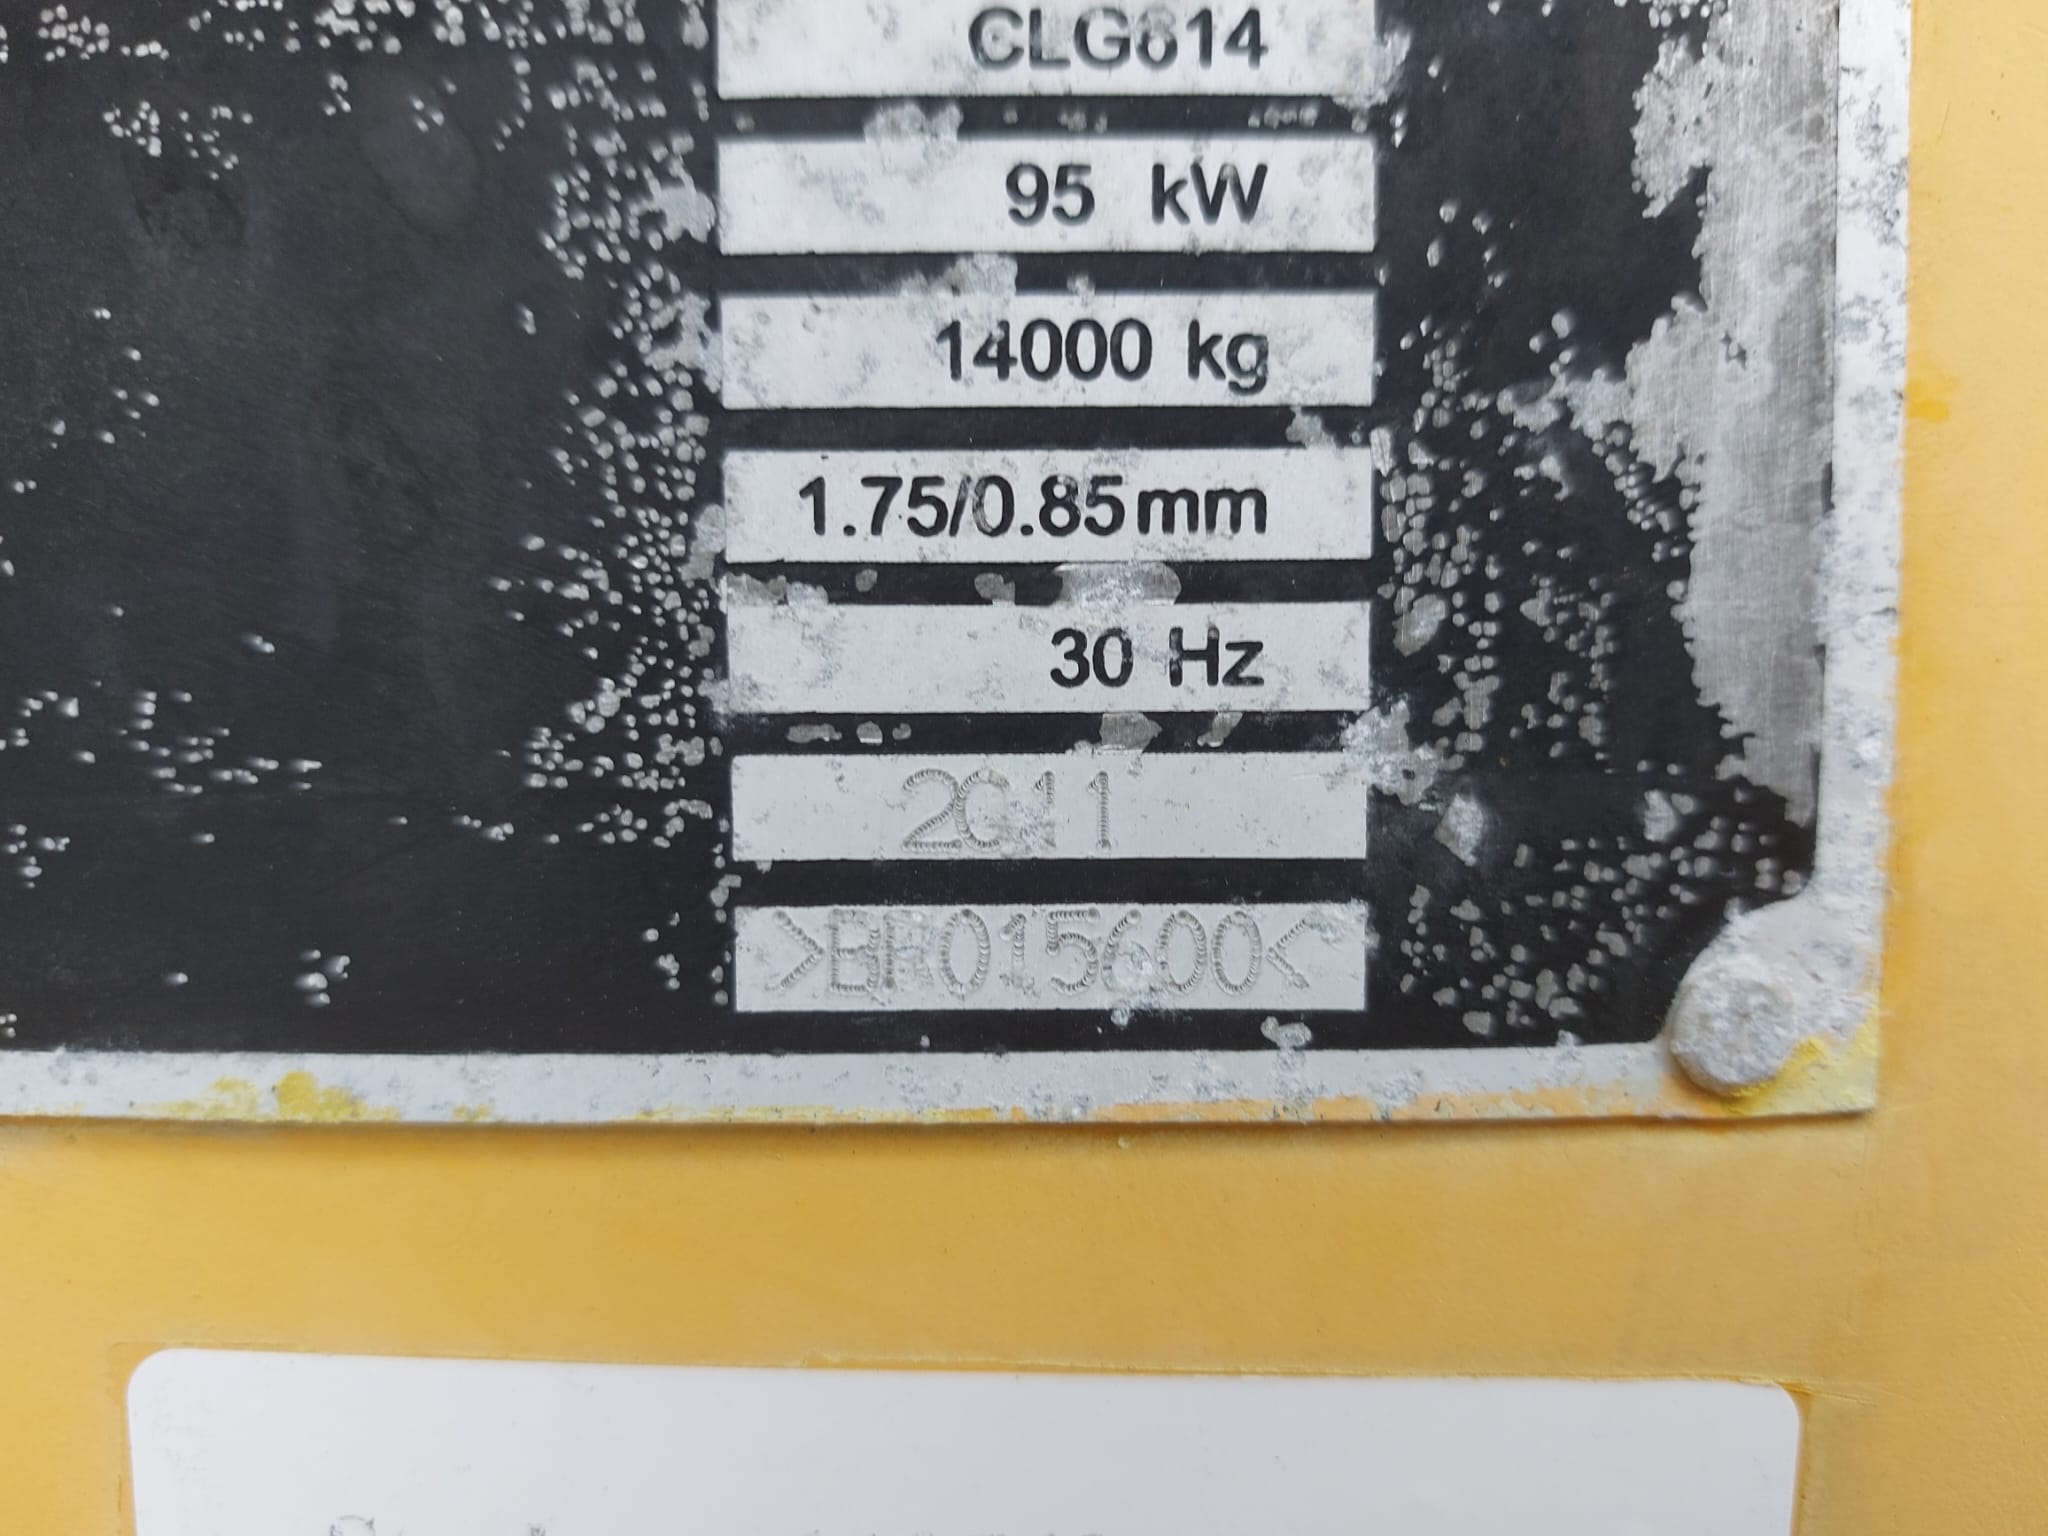 CLG614
95 kW
14000 kg
1.75/0.85mm
30 Hz
2011
>BR015600<